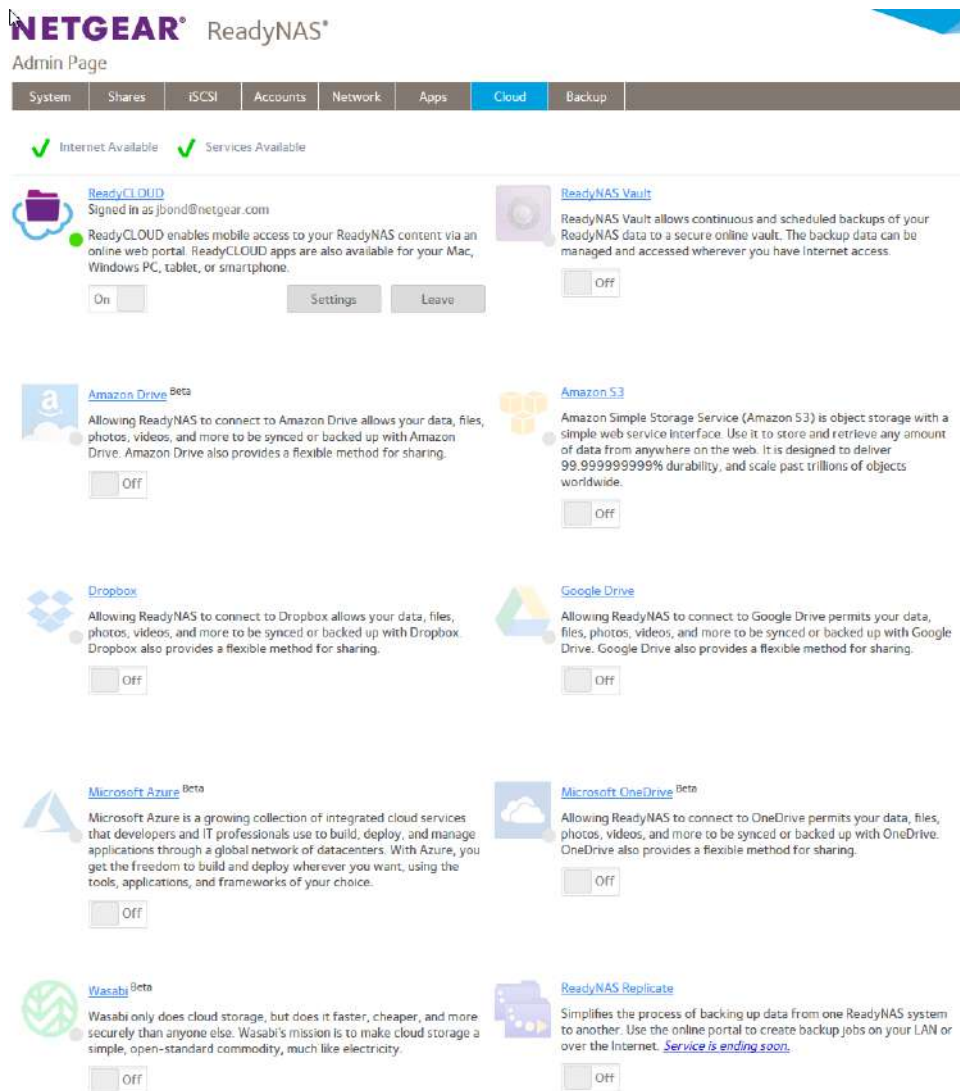 NETGEAR® ReadyNAS®
Admin Page
System Shares iSCSI Accounts Network Apps Cloud Backup
Internet Available Services Available
ReadyCLOUD
Signed in as jbond@netgear.com
ReadyCLOUD enables mobile access to your ReadyNAS content via an
online web portal. ReadyCLOUD apps are also available for your Mac,
Windows PC, tablet, or smartphone.
On Settings Leave
ReadyNAS Vault
ReadyNAS Vault allows continuous and scheduled backups of your
ReadyNAS data to a secure online vault. The backup data can be
managed and accessed wherever you have Internet access.
Off
Amazon Drive Beta
Allowing ReadyNAS to connect to Amazon Drive allows your data, files,
photos, videos, and more to be synced or backed up with Amazon
Drive. Amazon Drive also provides a flexible method for sharing.
Off
Amazon S3
Amazon Simple Storage Service (Amazon S3) is object storage with a
simple web service interface. Use it to store and retrieve any amount
of data from anywhere on the web. It is designed to deliver
99.999999999% durability, and scale past trillions of objects
worldwide.
Off
Dropbox
Allowing ReadyNAS to connect to Dropbox allows your data, files,
photos, videos, and more to be synced or backed up with Dropbox.
Dropbox also provides a flexible method for sharing.
Off
Google Drive
Allowing ReadyNAS to connect to Google Drive permits your data,
files, photos, videos, and more to be synced or backed up with Google
Drive. Google Drive also provides a flexible method for sharing.
Off
Microsoft Azure Beta
Microsoft Azure is a growing collection of integrated cloud services
that developers and IT professionals use to build, deploy, and manage
applications through a global network of datacenters. With Azure, you
get the freedom to build and deploy wherever you want, using the
tools, applications, and frameworks of your choice.
Off
Microsoft OneDrive Beta
Allowing ReadyNAS to connect to OneDrive permits your data, files,
photos, videos, and more to be synced or backed up with OneDrive.
OneDrive also provides a flexible method for sharing.
Off
Wasabi Beta
Wasabi only does cloud storage, but does it faster, cheaper, and more
securely than anyone else. Wasabi's mission is to make cloud storage a
simple, open-standard commodity, much like electricity.
Off
ReadyNAS Replicate
Simplifies the process of backing up data from one ReadyNAS system
to another. Use the online portal to create backup jobs on your LAN or
over the Internet. Service is ending soon.
Off